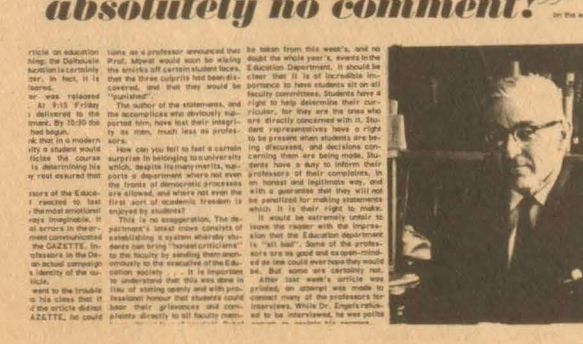 absolutely no comment!"
on the
rticle on education
hing; the Dalhousie
ucation is certainly
ter. In fact, it is
eared.
er was released
. At 9:15 Friday
delivered to the
tment. By 10:30 the
had begun.
nk that in a modern
ity a student would
ticize the course
is determining his
y rest assured that
ssors of the Educa-
t reacted to last
the most emotional
ways imaginable. If
al errors in the ar-
ment communicated
the GAZETTE. In-
ofessors in the De-
an actual campaign
s identity of the au-
ticle.
went to the trouble
o his class that if
f the article did not
AZETTE, he could
tions as a professor announced that
Prof. Mowat would soon be wiping
the smirks off certain student faces,
that the three culprits had been dis-
covered, and that they would be
"punished".
The author of the statements, and
the accomplices who obviously sup-
ported him, have lost their integri-
ty as men, much less as profes-
sors.
How can you fail to feel a certain
surprise in belonging to a university
which, despite its many merits, sup-
ports a department where not even
the fronts of democratic processes
are allowed, and where not even the
first sort of academic freedom is
enjoyed by students?
This is no exaggeration. The de-
partment's latest move consists of
establishing a system whereby stu-
dents can bring "honest criticisms"
to the faculty by sending them anon-
ymously to the executive of the Edu-
cation society . . . It is important
to understand that this was done in
lieu of stating openly and with pro-
fessional honour that students could
bear their grievances and com-
plaints directly to all faculty mem-
be taken from this week's, and no
doubt the whole year's, events in the
Education Department. It should be
clear that it is of incredible im-
portance to have students sit on all
faculty committees. Students have a
right to help determine their cur-
ricular, for they are the ones who
are directly concerned with it. Stu-
dent representatives have a right
to be present when students are be-
ing discussed, and decisions con-
cerning them are being made. Stu-
dents have a duty to inform their
professors of their complaints, in
an honest and legitimate way, and
with a guarantee that they will not
be penalized for making statements
which it is their right to make.
It would be extremely unfair to
leave the reader with the impres-
sion that the Education department
is "all bad". Some of the profes-
sors are as good and as open-mind-
ed as one could ever hope they would
be. But some are certainly not.
After last week's article was
printed, an attempt was made to
contact many of the professors for
interviews. While Dr. Engels refus-
ed to be interviewed, he was polite